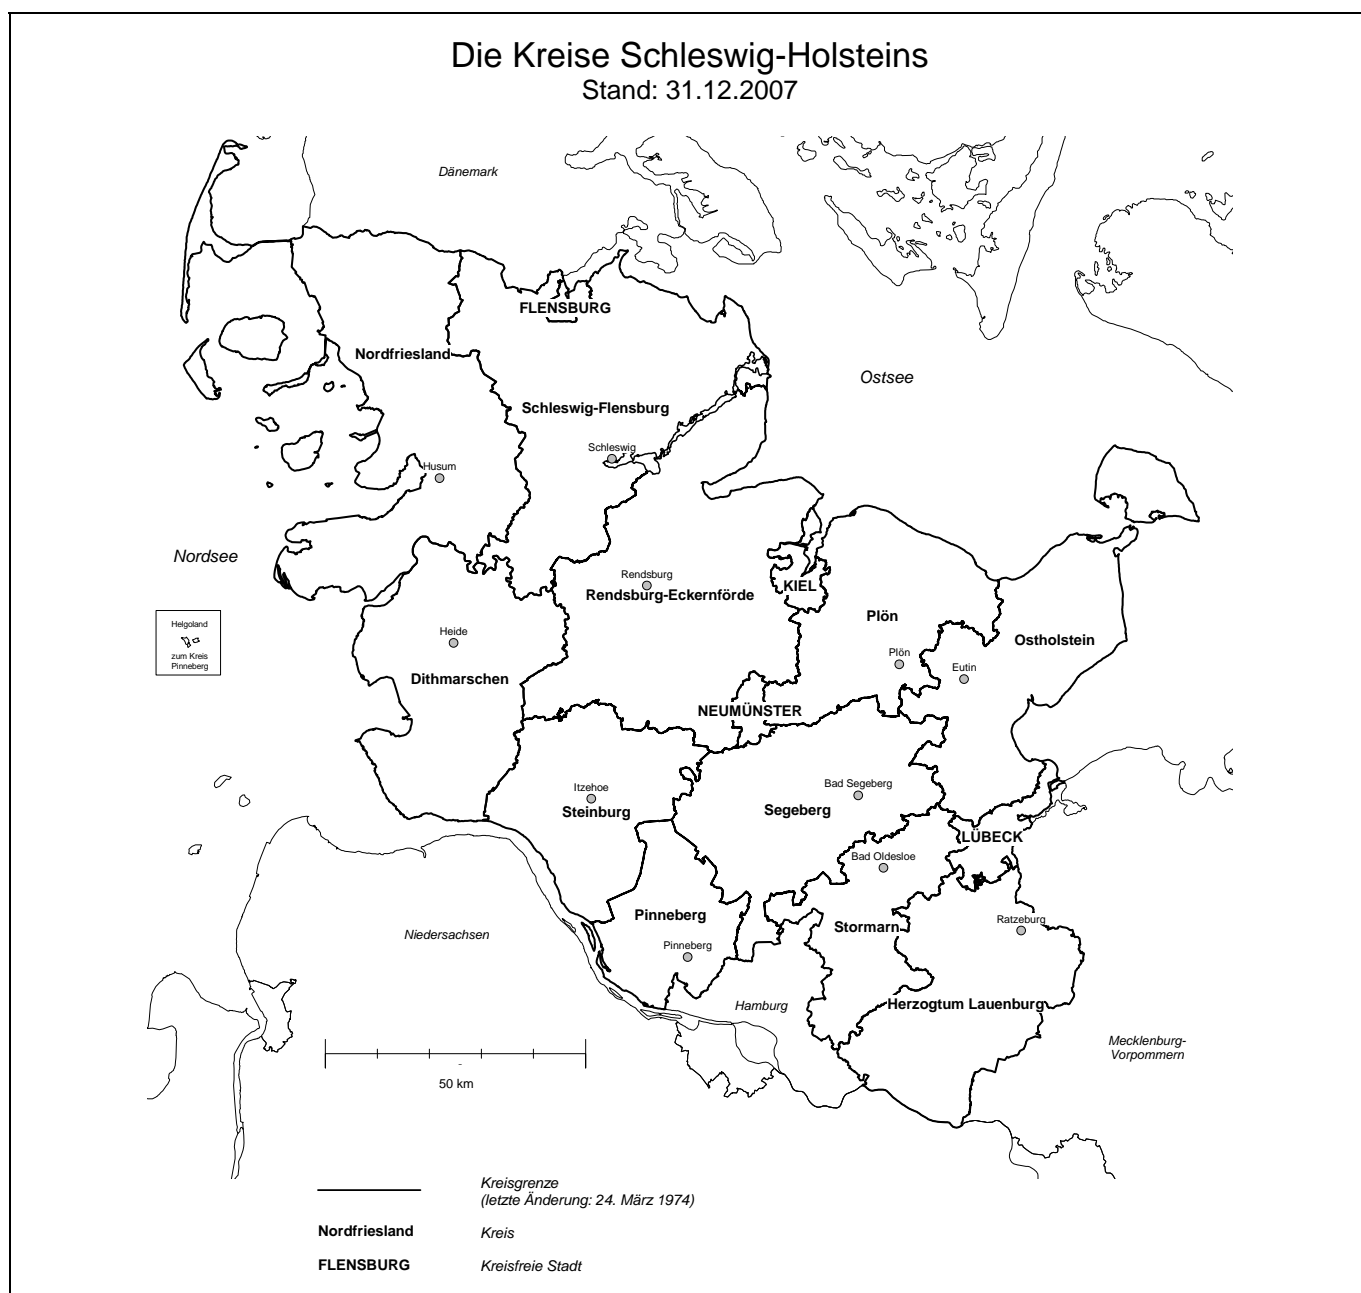 Die Kreise Schleswig-Holsteins
Stand: 31.12.2007
Dänemark
FLENSBURG
Nordfriesland
Ostsee
Schleswig-Flensburg
Schleswig
Husum
Nordsee
Rendsburg
Rendsburg-Eckernförde
KIEL
Plön
Helgoland
zum Kreis
Pinneberg
Heide
Ostholstein
Plön
Eutin
Dithmarschen
NEUMÜNSTER
Itzehoe
Steinburg
Bad Segeberg
Segeberg
LÜBECK
Bad Oldesloe
Pinneberg
Stormarn
Ratzeburg
Niedersachsen
Pinneberg
Hamburg
Herzogtum Lauenburg
Mecklenburg-
Vorpommern
50 km
Kreisgrenze
(letzte Änderung: 24. März 1974)
Nordfriesland Kreis
FLENSBURG Kreisfreie Stadt